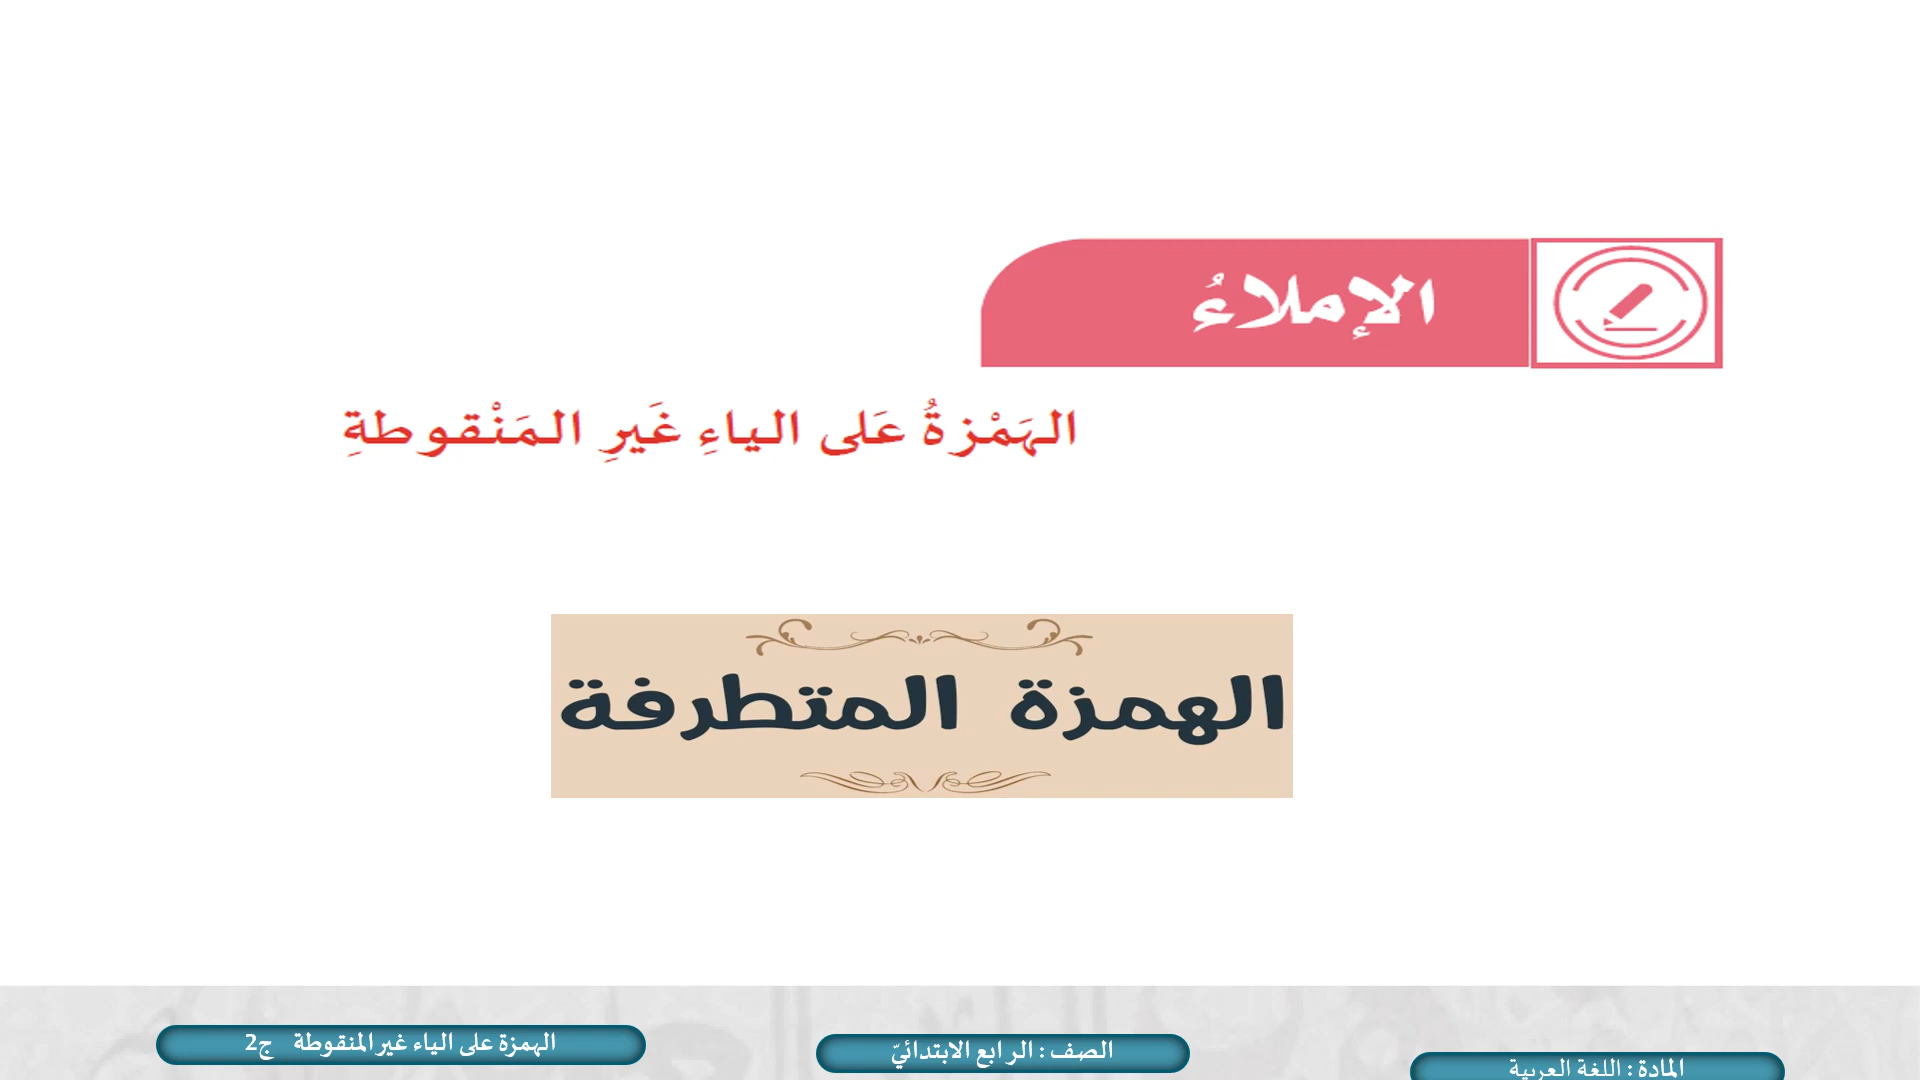 الإملاءُ
الهَمْزةُ عَلى الياءِ غَيرِ المَنْقوطةِ
الهمزة المتطرفة
الهمزة على الياء غير المنقوطة ج2
الصف : الرابع الابتدائيّ
المادة : اللغة العربية